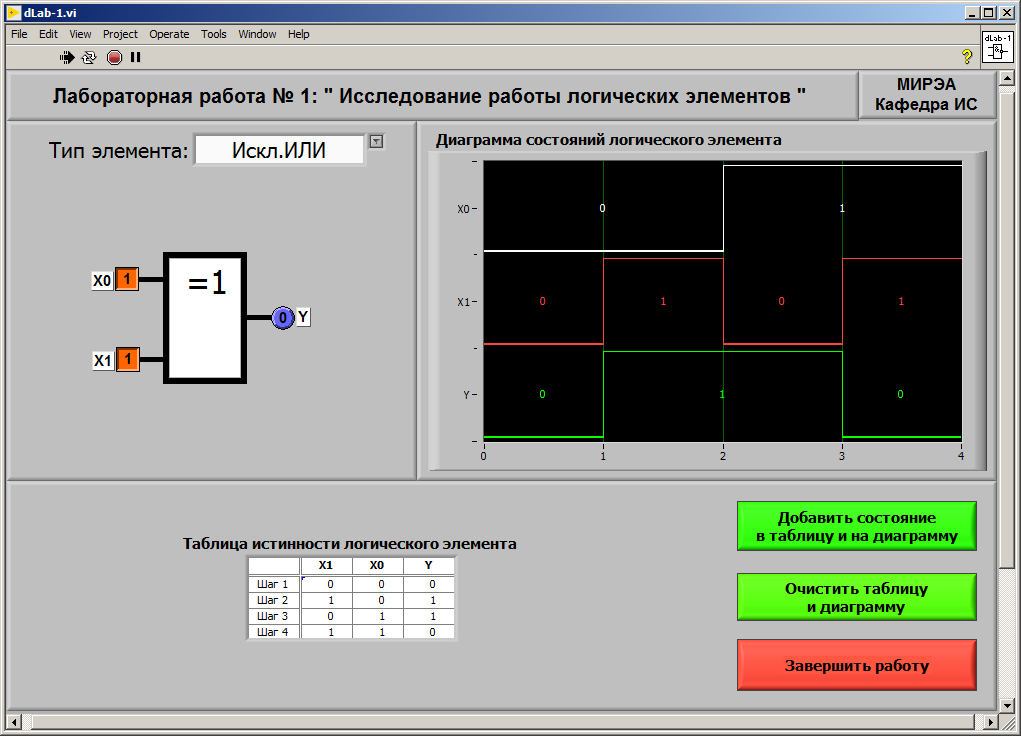 dLab-1.vi
File Edit View Project Operate Tools Window Help
dLab-1
&
?
Лабораторная работа № 1: " Исследование работы логических элементов "
МИРЭА
Кафедра ИС
Тип элемента: Искл.ИЛИ
=1
X0 1
0 Y
X1 1
Диаграмма состояний логического элемента
X0
0 1
X1
0 1 0 1
Y
0 1 0
0 1 2 3 4
Таблица истинности логического элемента
X1 X0 Y
Шаг 1 0 0 0
Шаг 2 1 0 1
Шаг 3 0 1 1
Шаг 4 1 1 0
Добавить состояние
в таблицу и на диаграмму
Очистить таблицу
и диаграмму
Завершить работу